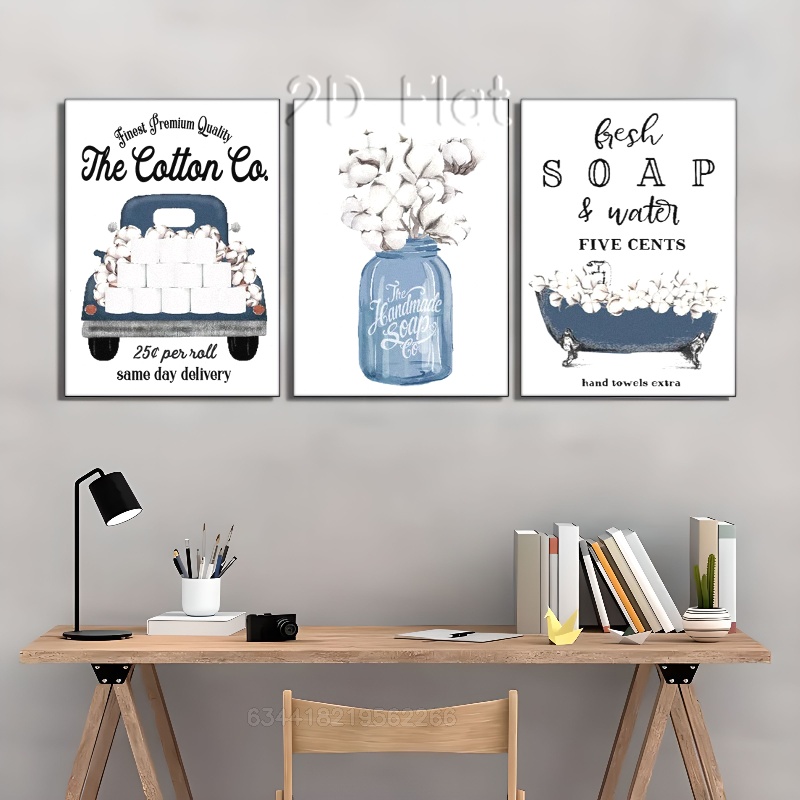 2D Flat
Finest Premium Quality
The Cotton Co.
25¢ per roll
same day delivery
The
Handmade
Soap
Co
fresh
SOAP
& water
FIVE CENTS
hand towels extra
634418219562266